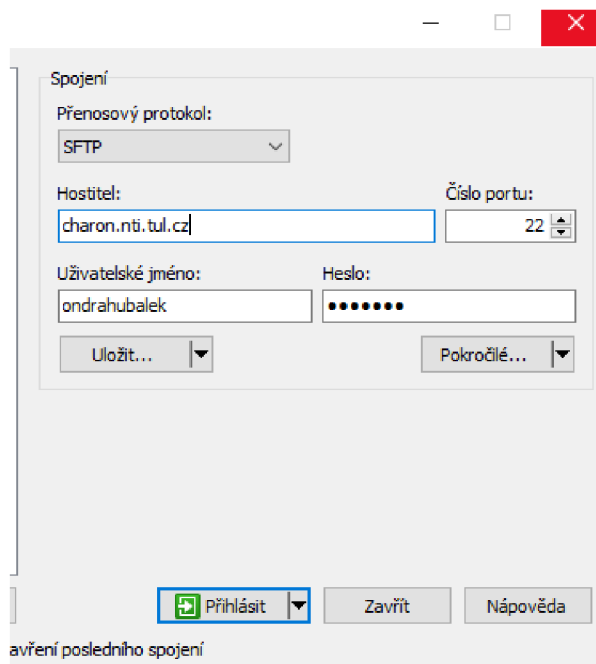 Spojení
Přenosový protokol:
SFTP
Hostitel: Číslo portu:
charon.nti.tul.cz 22
Uživatelské jméno: Heslo:
ondrahubalek •••••••
Uložit... Pokročilé...
Přihlásit Zavřít Nápověda
avření posledního spojení